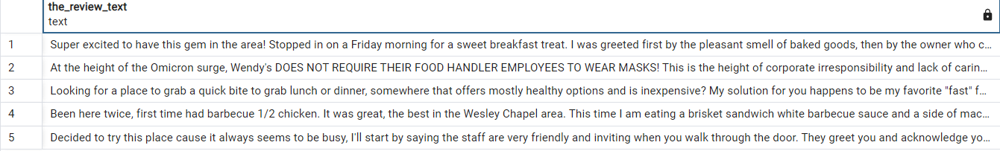 the_review_text
text
1 Super excited to have this gem in the area! Stopped in on a Friday morning for a sweet breakfast treat. I was greeted first by the pleasant smell of baked goods, then by the owner who c...
2 At the height of the Omicron surge, Wendy's DOES NOT REQUIRE THEIR FOOD HANDLER EMPLOYEES TO WEAR MASKS! This is the height of corporate irresponsibility and lack of carin...
3 Looking for a place to grab a quick bite to grab lunch or dinner, somewhere that offers mostly healthy options and is inexpensive? My solution for you happens to be my favorite "fast" f...
4 Been here twice, first time had barbecue 1/2 chicken. It was great, the best in the Wesley Chapel area. This time I am eating a brisket sandwich white barbecue sauce and a side of mac...
5 Decided to try this place cause it always seems to be busy, I'll start by saying the staff are very friendly and inviting when you walk through the door. They greet you and acknowledge yo...